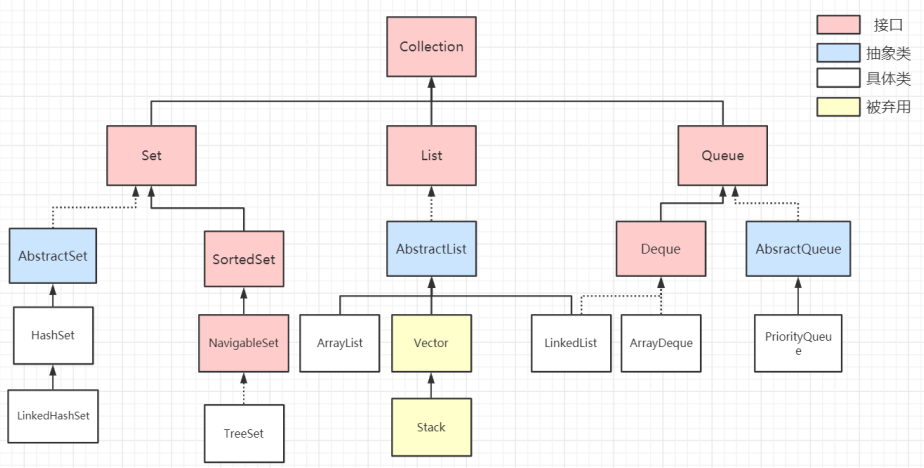 Collection
接口
抽象类
具体类
被弃用
Set
List
Queue
AbstractSet
SortedSet
AbstractList
Deque
AbsractQueue
HashSet
NavigableSet
ArrayList
Vector
LinkedList
ArrayDeque
PriorityQueu
e
LinkedHashSet
TreeSet
Stack